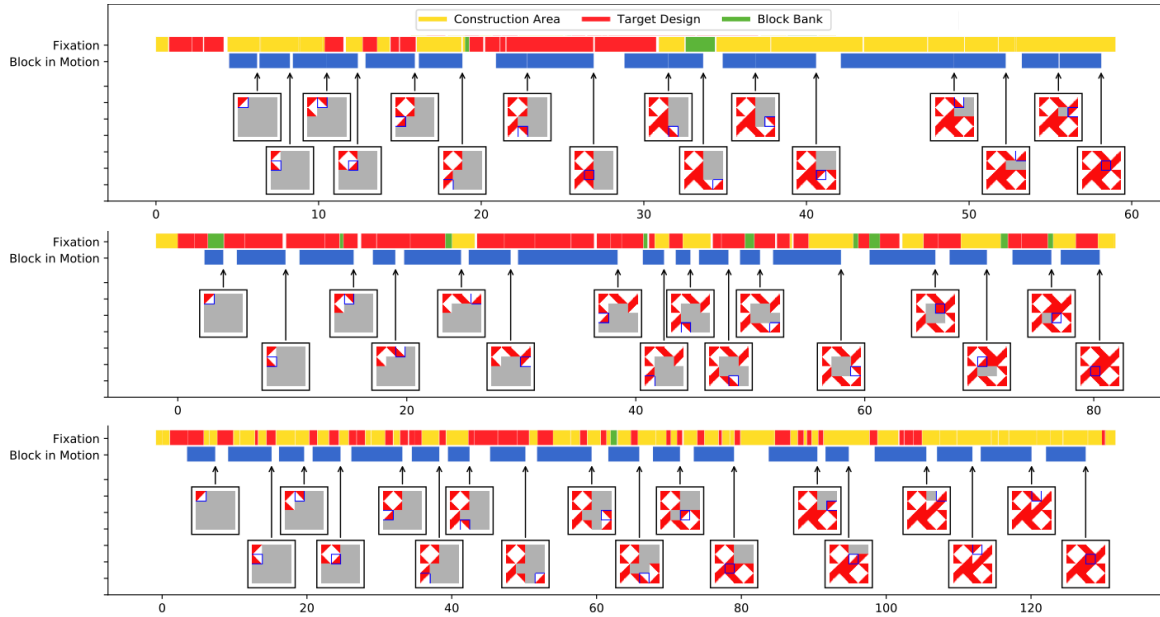 Construction Area Target Design Block Bank
Fixation
Block in Motion
0 10 20 30 40 50 60
Fixation
Block in Motion
0 20 40 60 80
Fixation
Block in Motion
0 20 40 60 80 100 120